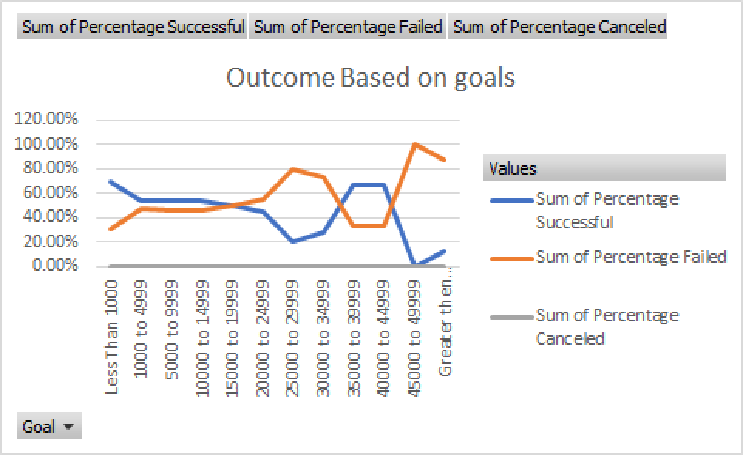 Sum of Percentage Successful Sum of Percentage Failed Sum of Percentage Canceled
Outcome Based on goals
120.00%
100.00%
80.00%
60.00%
40.00%
20.00%
0.00%
Less Than 1000
1000 to 4999
5000 to 9999
10000 to 14999
15000 to 19999
20000 to 24999
25000 to 29999
30000 to 34999
35000 to 39999
40000 to 44999
45000 to 49999
Greater then...
Values
Sum of Percentage
Successful
Sum of Percentage Failed
Sum of Percentage
Canceled
Goal